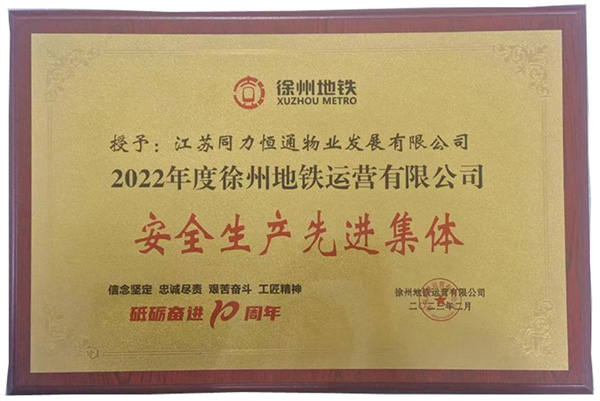 徐州地铁
XUZHOU METRO
授予：江苏同力恒通物业发展有限公司
2022年度徐州地铁运营有限公司
安全生产先进集体
信念坚定 忠诚尽责 艰苦奋斗 工匠精神
砥砺奋进10周年
徐州地铁运营有限公司
二〇二三年二月